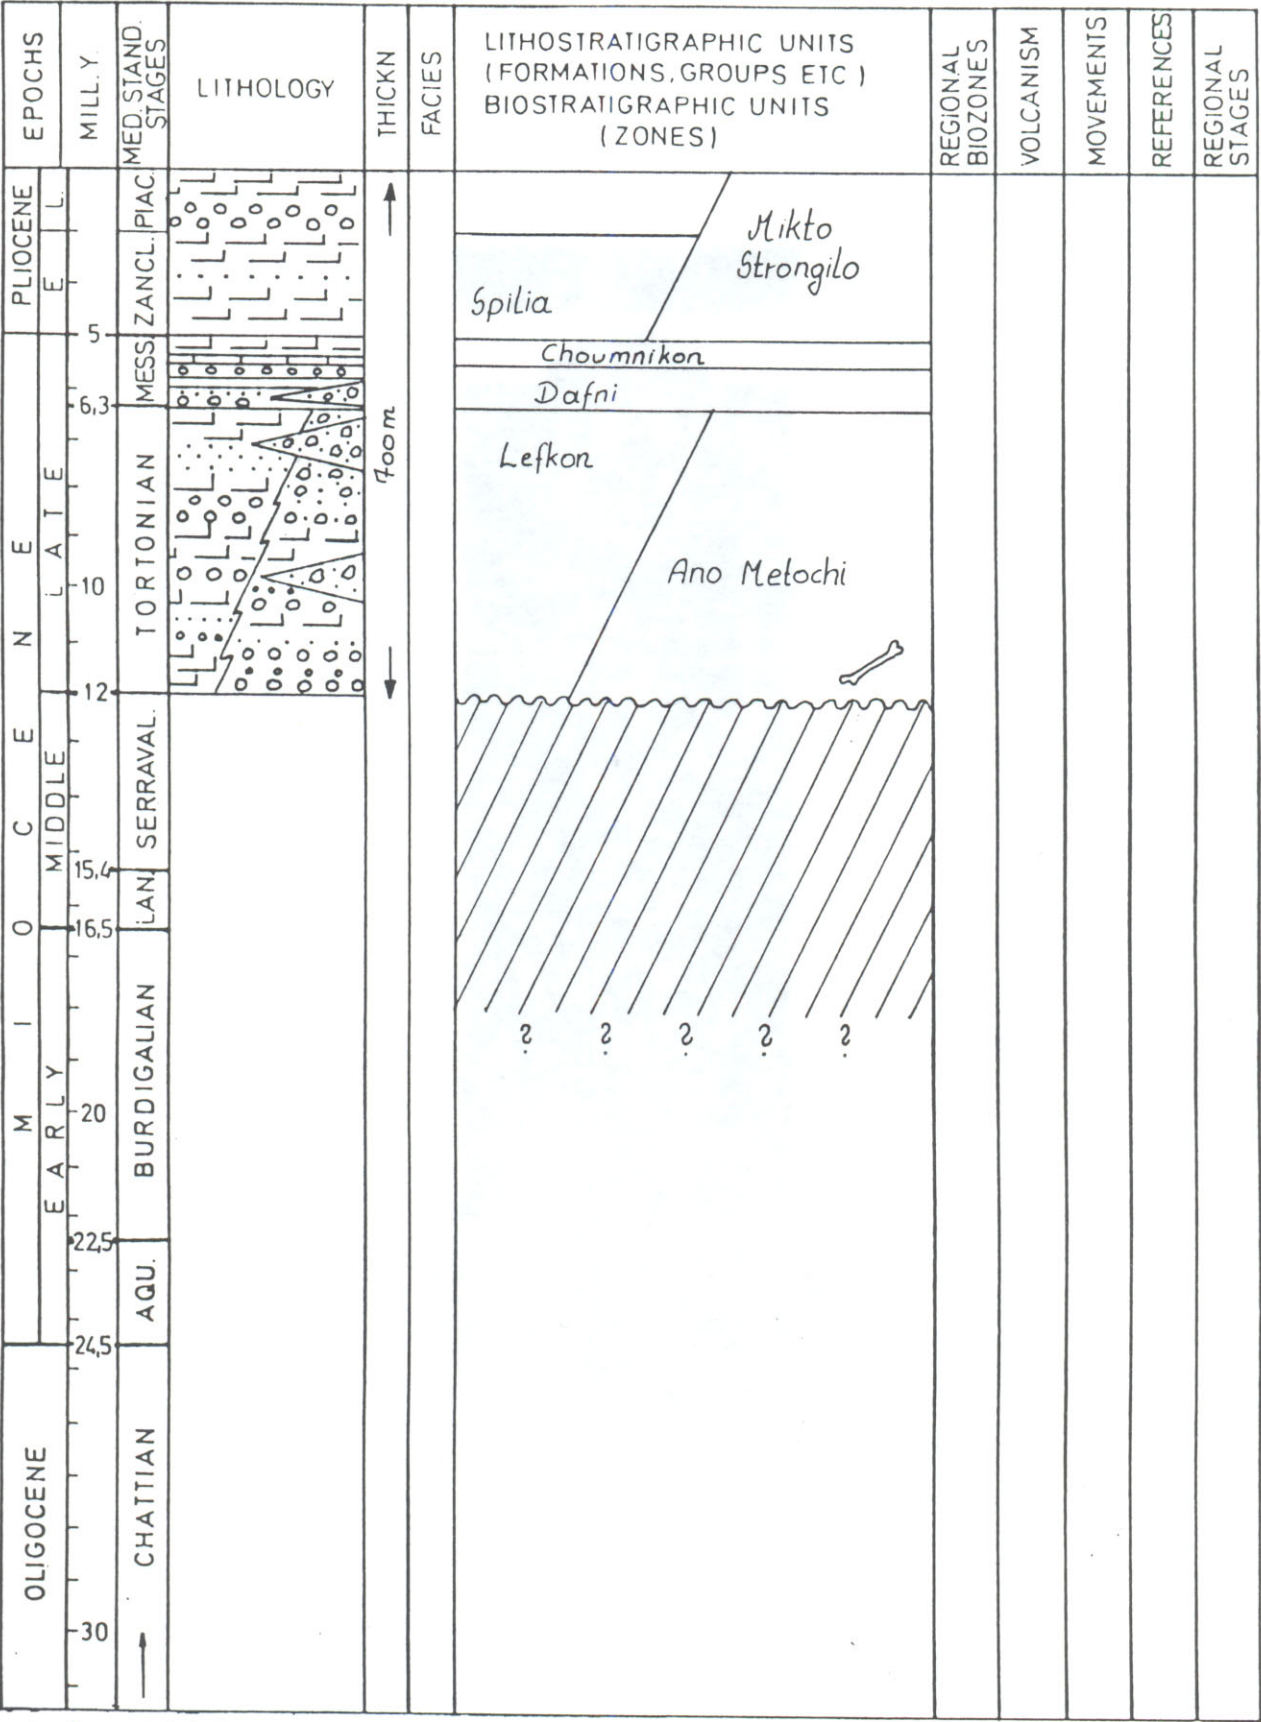 EPOCHS
MILL.Y.
MED.STAND.
STAGES
LITHOLOGY
THICKN
FACIES
LITHOSTRATIGRAPHIC UNITS
(FORMATIONS, GROUPS ETC )
BIOSTRATIGRAPHIC UNITS
(ZONES)
REGIONAL
BIOZONES
VOLCANISM
MOVEMENTS
REFERENCES
REGIONAL
STAGES
PLIOCENE
E. L.
PIAC.
ZANCL.
MIOCENE
LATE
MESS.
TORTONIAN
MIDDLE
SERRAVAL.
LAN.
EARLY
BURDIGALIAN
AQU.
OLIGOCENE
CHATTIAN
5
6,3
10
12
15,4
16,5
20
22,5
24,5
30
700m
Mikto
Strongilo
Spilia
Choumnikon
Dafni
Lefkon
Ano Metochi
? ? ? ? ?